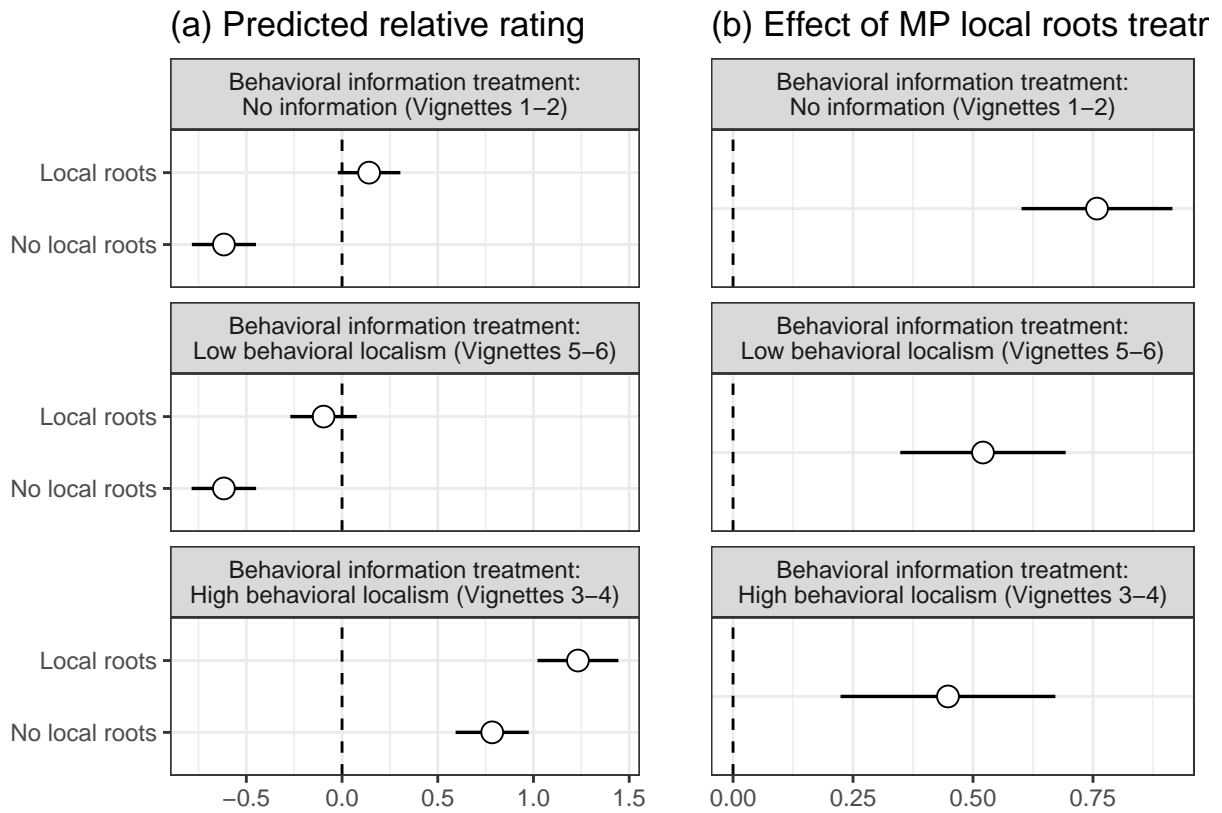 (a) Predicted relative rating
Behavioral information treatment:
No information (Vignettes 1−2)
Local roots
No local roots
Behavioral information treatment:
Low behavioral localism (Vignettes 5−6)
Local roots
No local roots
Behavioral information treatment:
High behavioral localism (Vignettes 3−4)
Local roots
No local roots
−0.5 0.0 0.5 1.0 1.5
(b) Effect of MP local roots
Behavioral information treatment:
No information (Vignettes 1−2)
Behavioral information treatment:
Low behavioral localism (Vignettes 5−6)
Behavioral information treatment:
High behavioral localism (Vignettes 3−4)
0.00 0.25 0.50 0.75